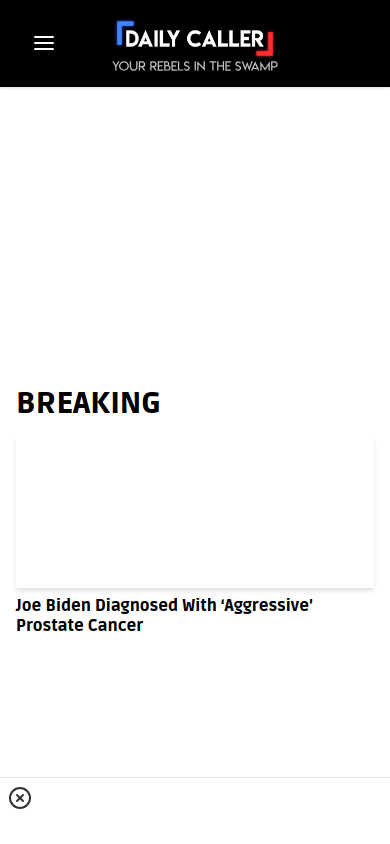 DAILY CALLER
YOUR REBELS IN THE SWAMP
BREAKING
Joe Biden Diagnosed With ‘Aggressive’
Prostate Cancer